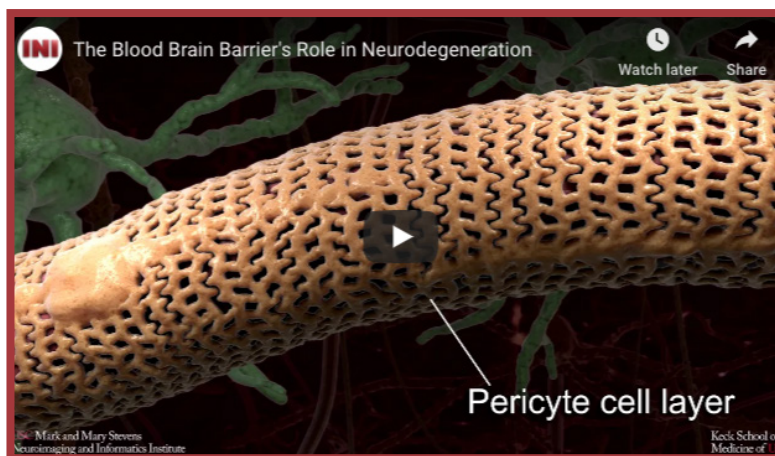 INI
The Blood Brain Barrier's Role in Neurodegeneration
Watch later
Share
Pericyte cell layer
Mark and Mary Stevens
Neuroimaging and Informatics Institute
Keck School o
Medicine of